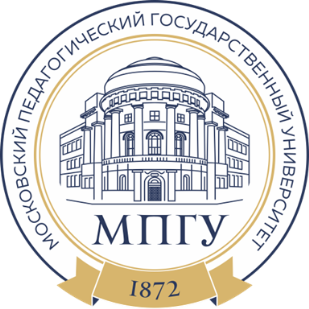 МОСКОВСКИЙ ПЕДАГОГИЧЕСКИЙ ГОСУДАРСТВЕННЫЙ УНИВЕРСИТЕТ
МПГУ
1872